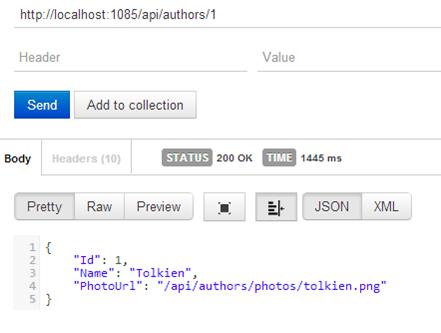 http://localhost:1085/api/authors/1
Header Value
Send Add to collection
Body Headers (10) STATUS 200 OK TIME 1445 ms
Pretty Raw Preview JSON XML
1 {
2 "Id": 1,
3 "Name": "Tolkien",
4 "PhotoUrl": "/api/authors/photos/tolkien.png"
5 }